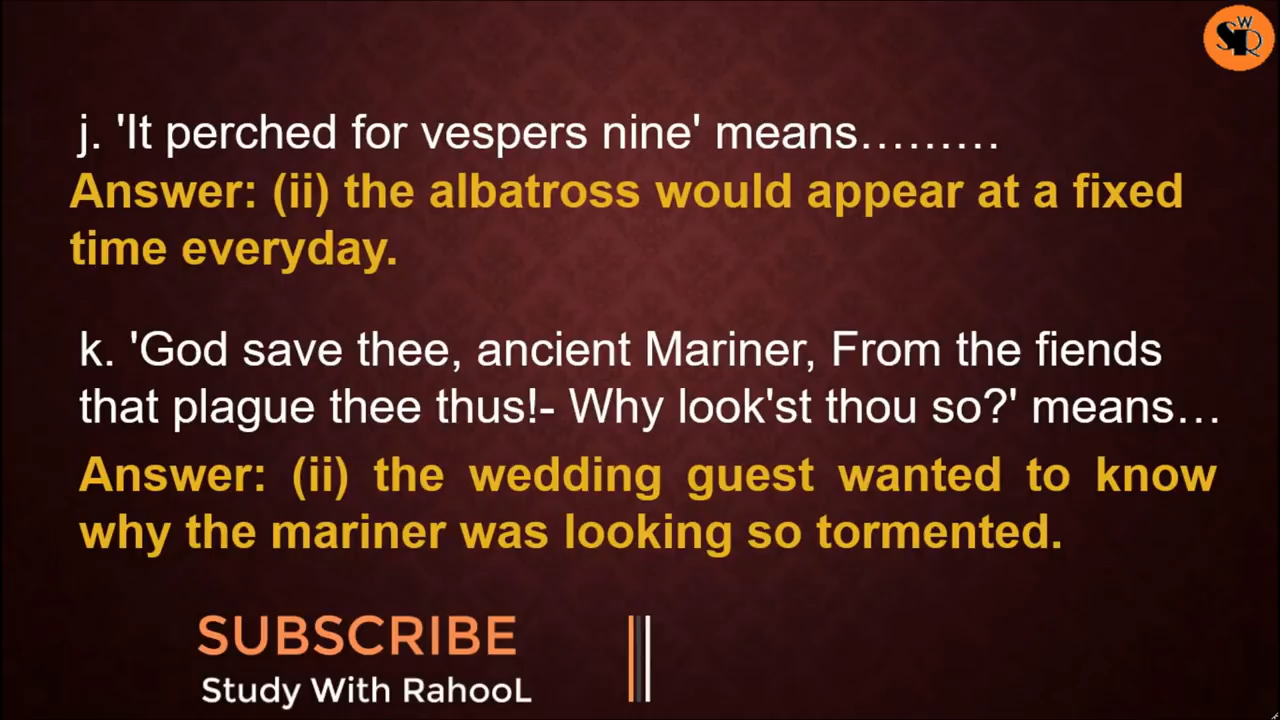 SWR
j. 'It perched for vespers nine' means………
Answer: (ii) the albatross would appear at a fixed
time everyday.
k. 'God save thee, ancient Mariner, From the fiends
that plague thee thus!- Why look'st thou so?' means…
Answer: (ii) the wedding guest wanted to know
why the mariner was looking so tormented.
SUBSCRIBE
Study With RahooL